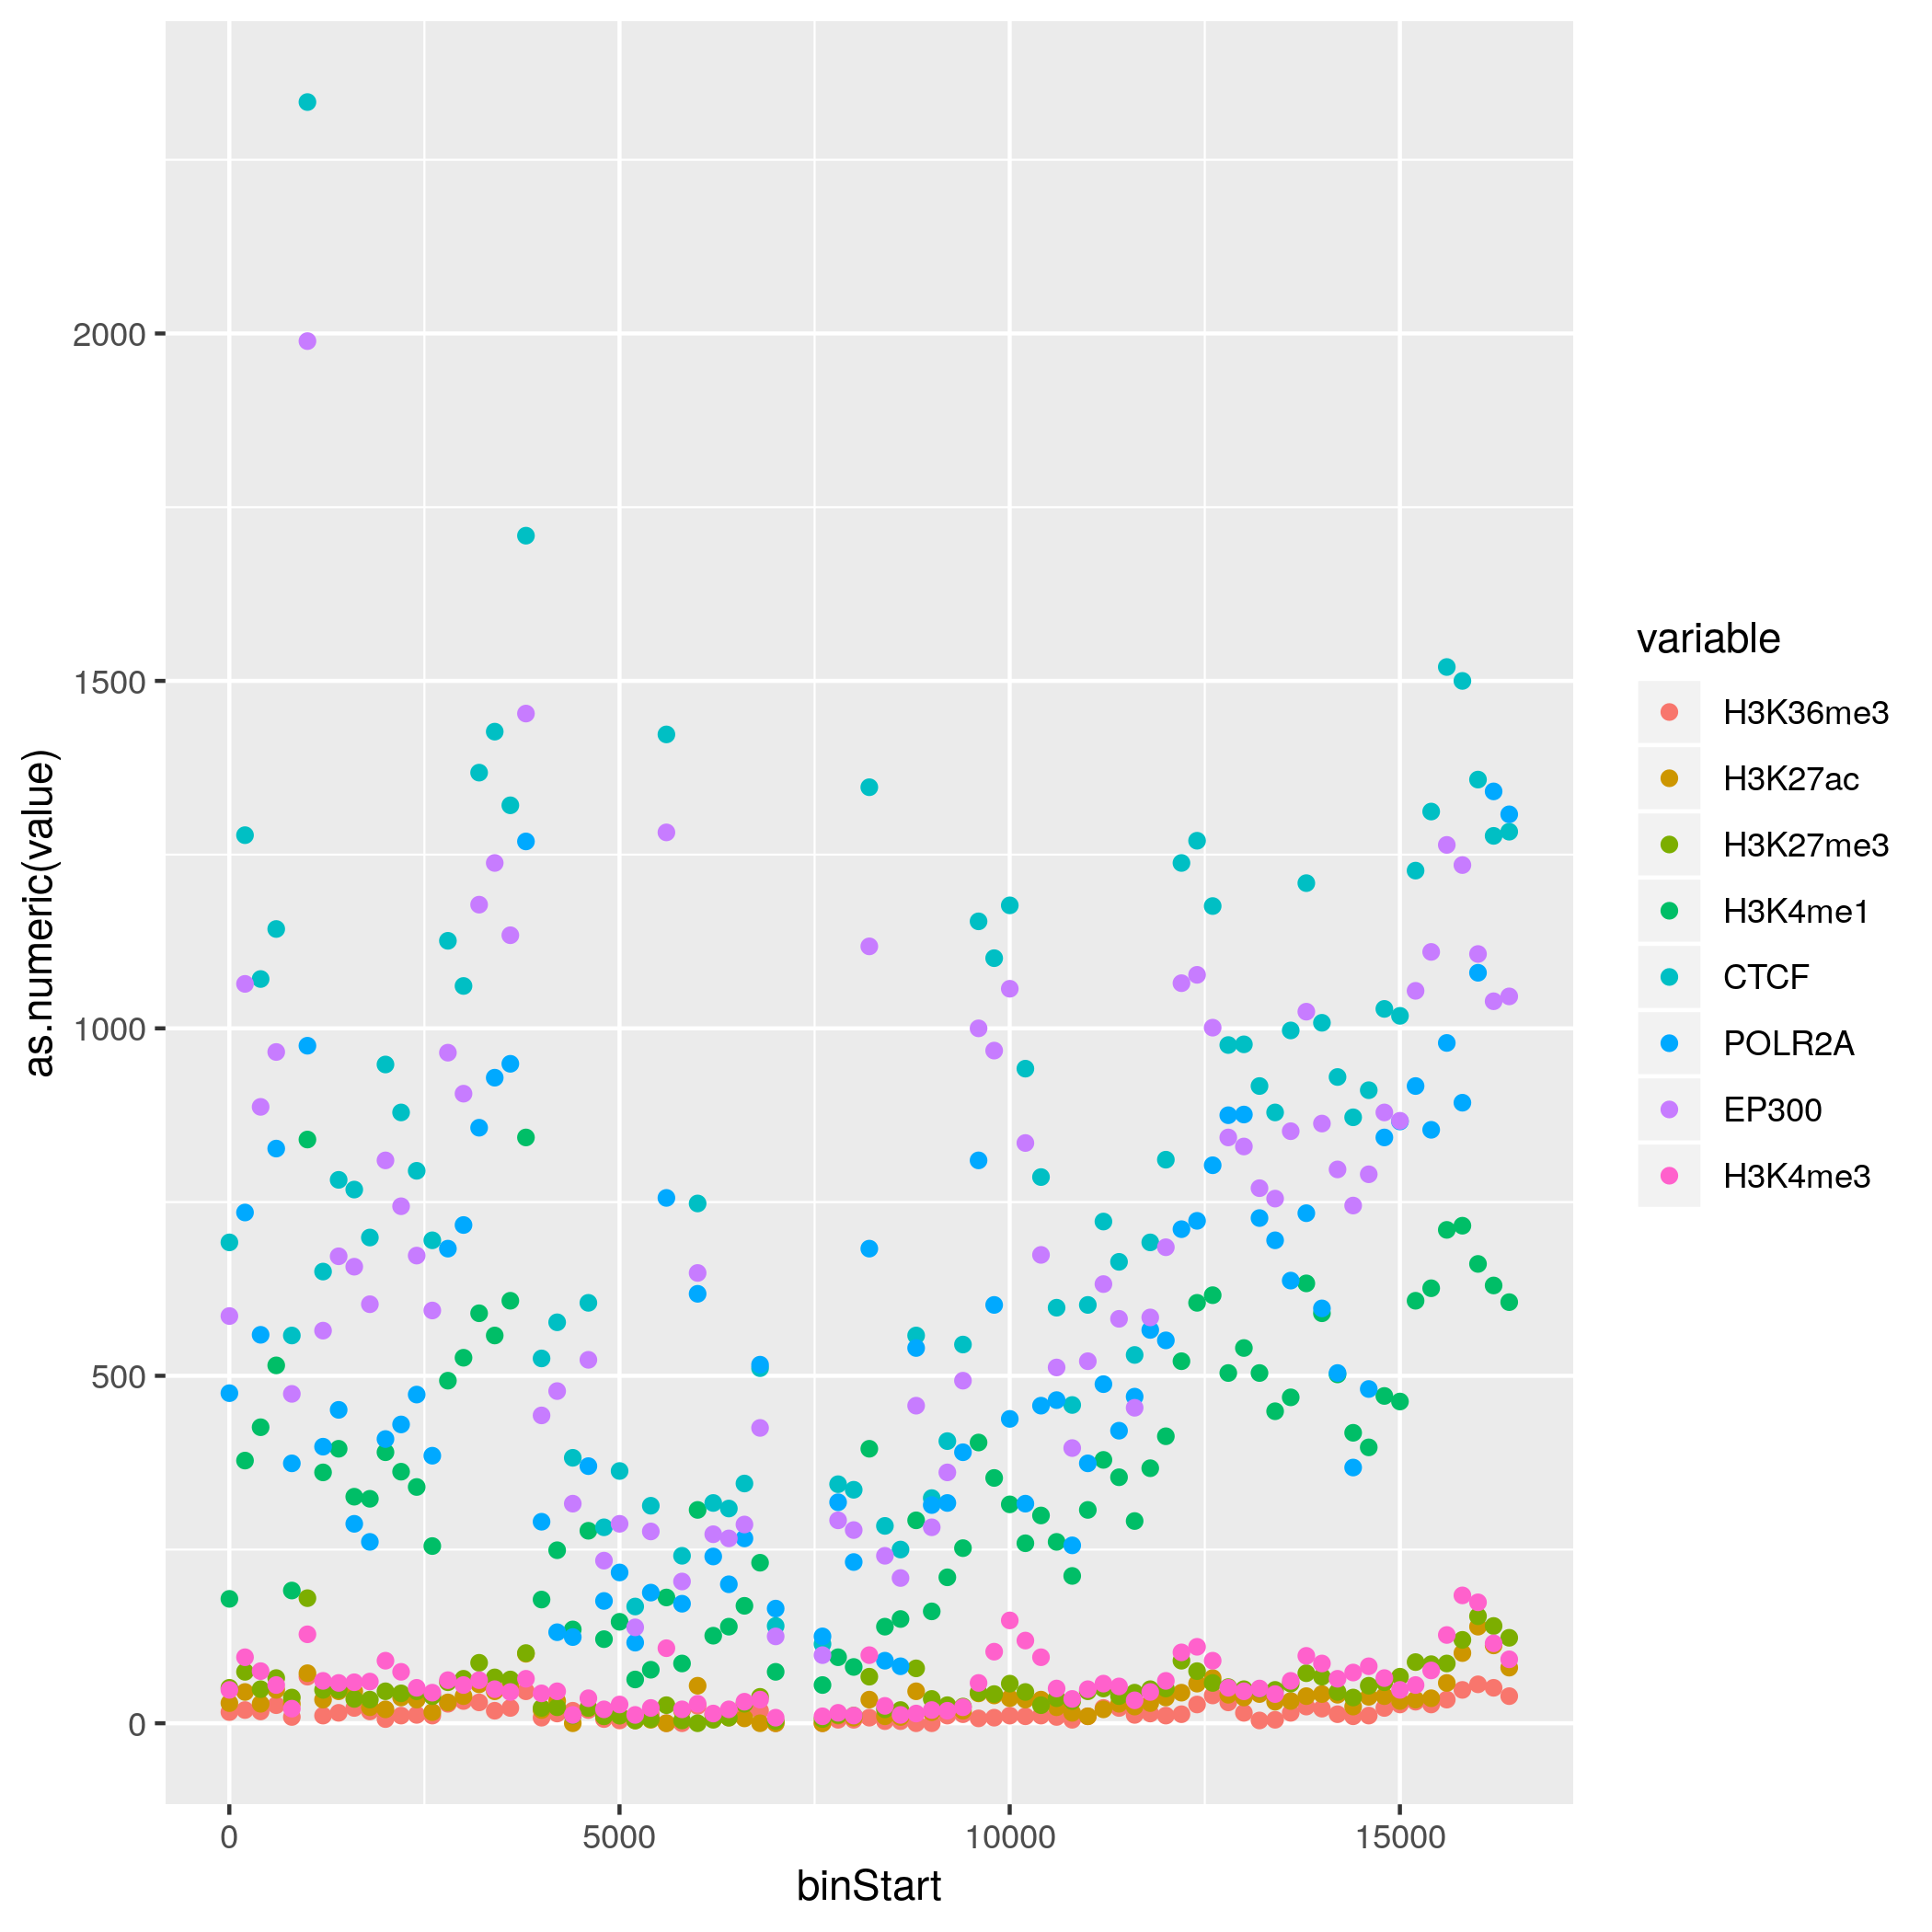 2000
1500
1000
500
0
as.numeric(value)
0
5000
10000
15000
binStart
variable
H3K36me3
H3K27ac
H3K27me3
H3K4me1
CTCF
POLR2A
EP300
H3K4me3